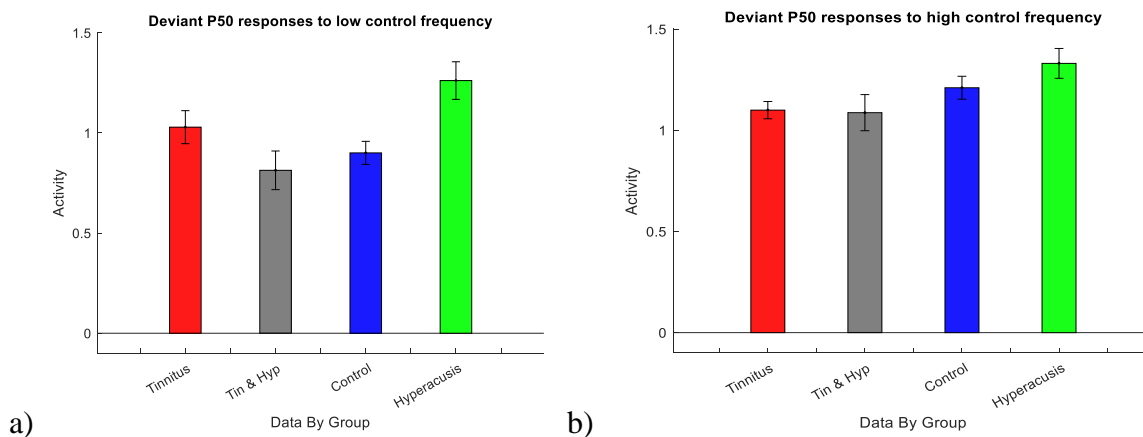 Deviant P50 responses to low control frequency
1.5
1
0.5
0
Activity
Tinnitus
Tin & Hyp
Control
Hyperacusis
Data By Group
a)
Deviant P50 responses to high control frequency
1.5
1
0.5
0
Activity
Tinnitus
Tin & Hyp
Control
Hyperacusis
Data By Group
b)